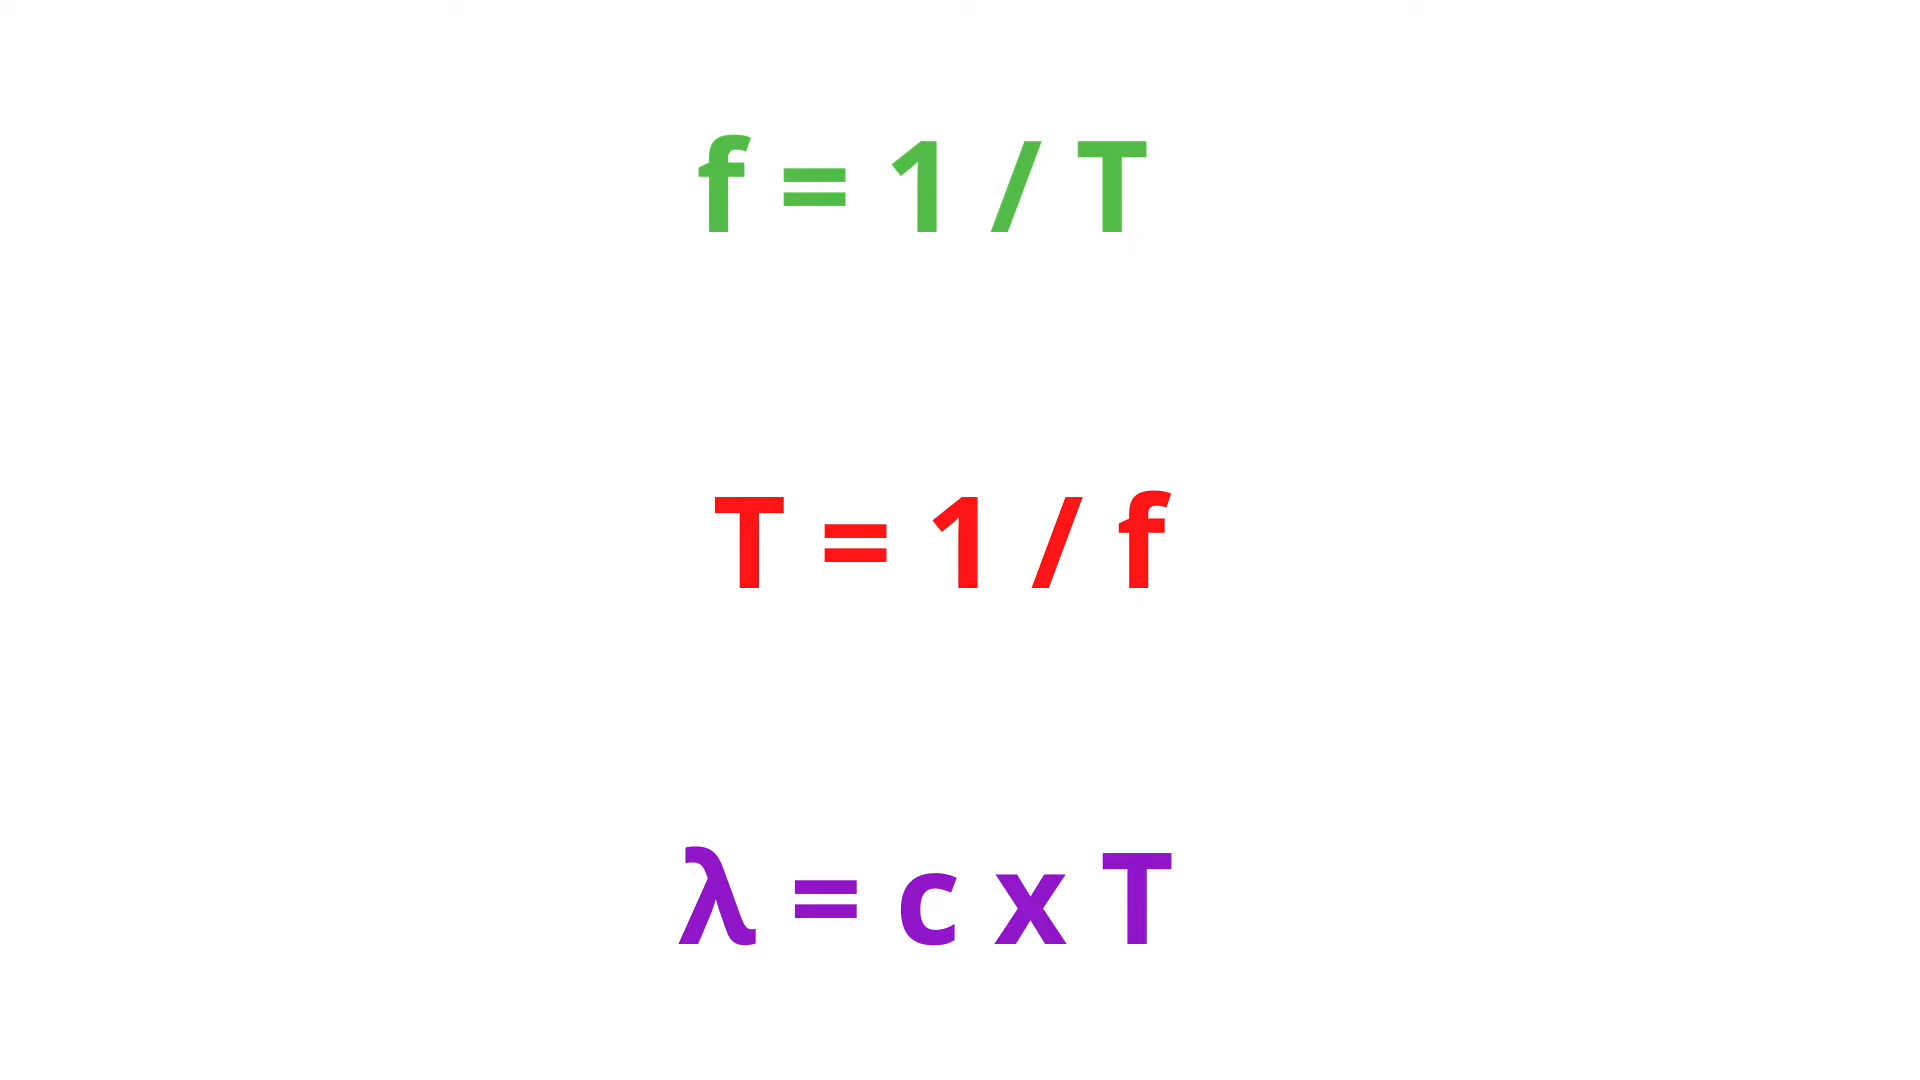 f = 1 / T
T = 1 / f
λ = c x T